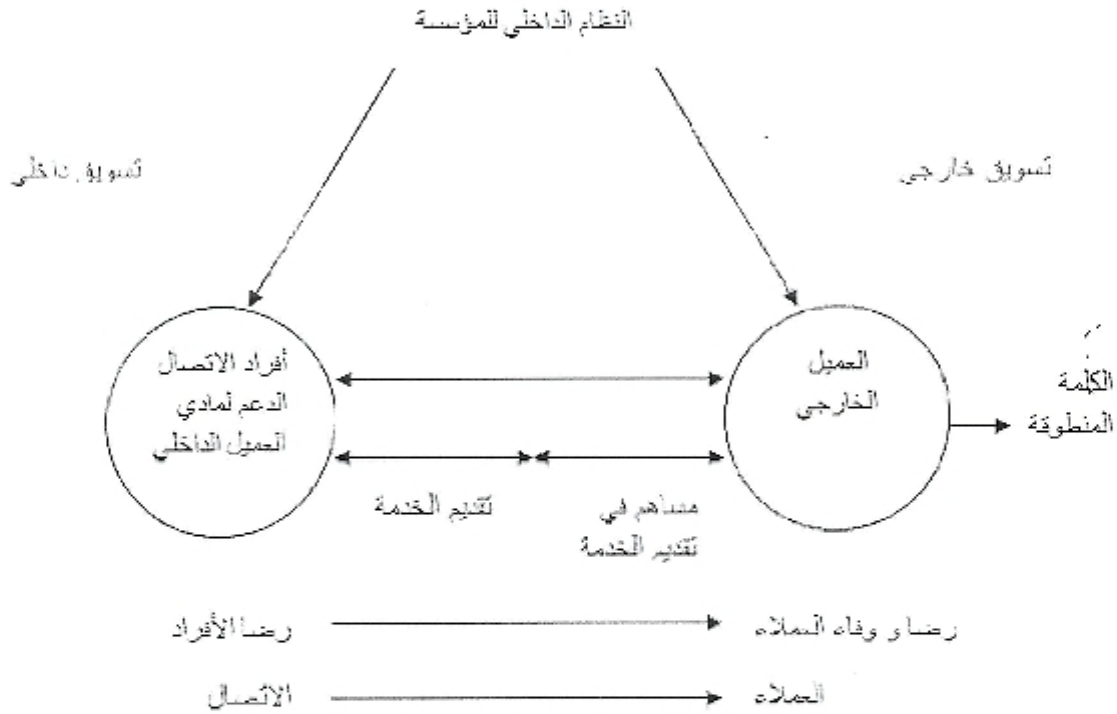 النظام الداخلي للمؤسسة
تسويق خارجي
تسويق داخلي
العميل
الخارجي
أفراد الاتصال
الدعم لمادي
العميل الداخلي
الكلمة
المنطوقة
مساهم في
تقديم الخدمة
تقديم الخدمة
رضا الأفراد
رضا و وفاء العملاء
الاتصال
العملاء